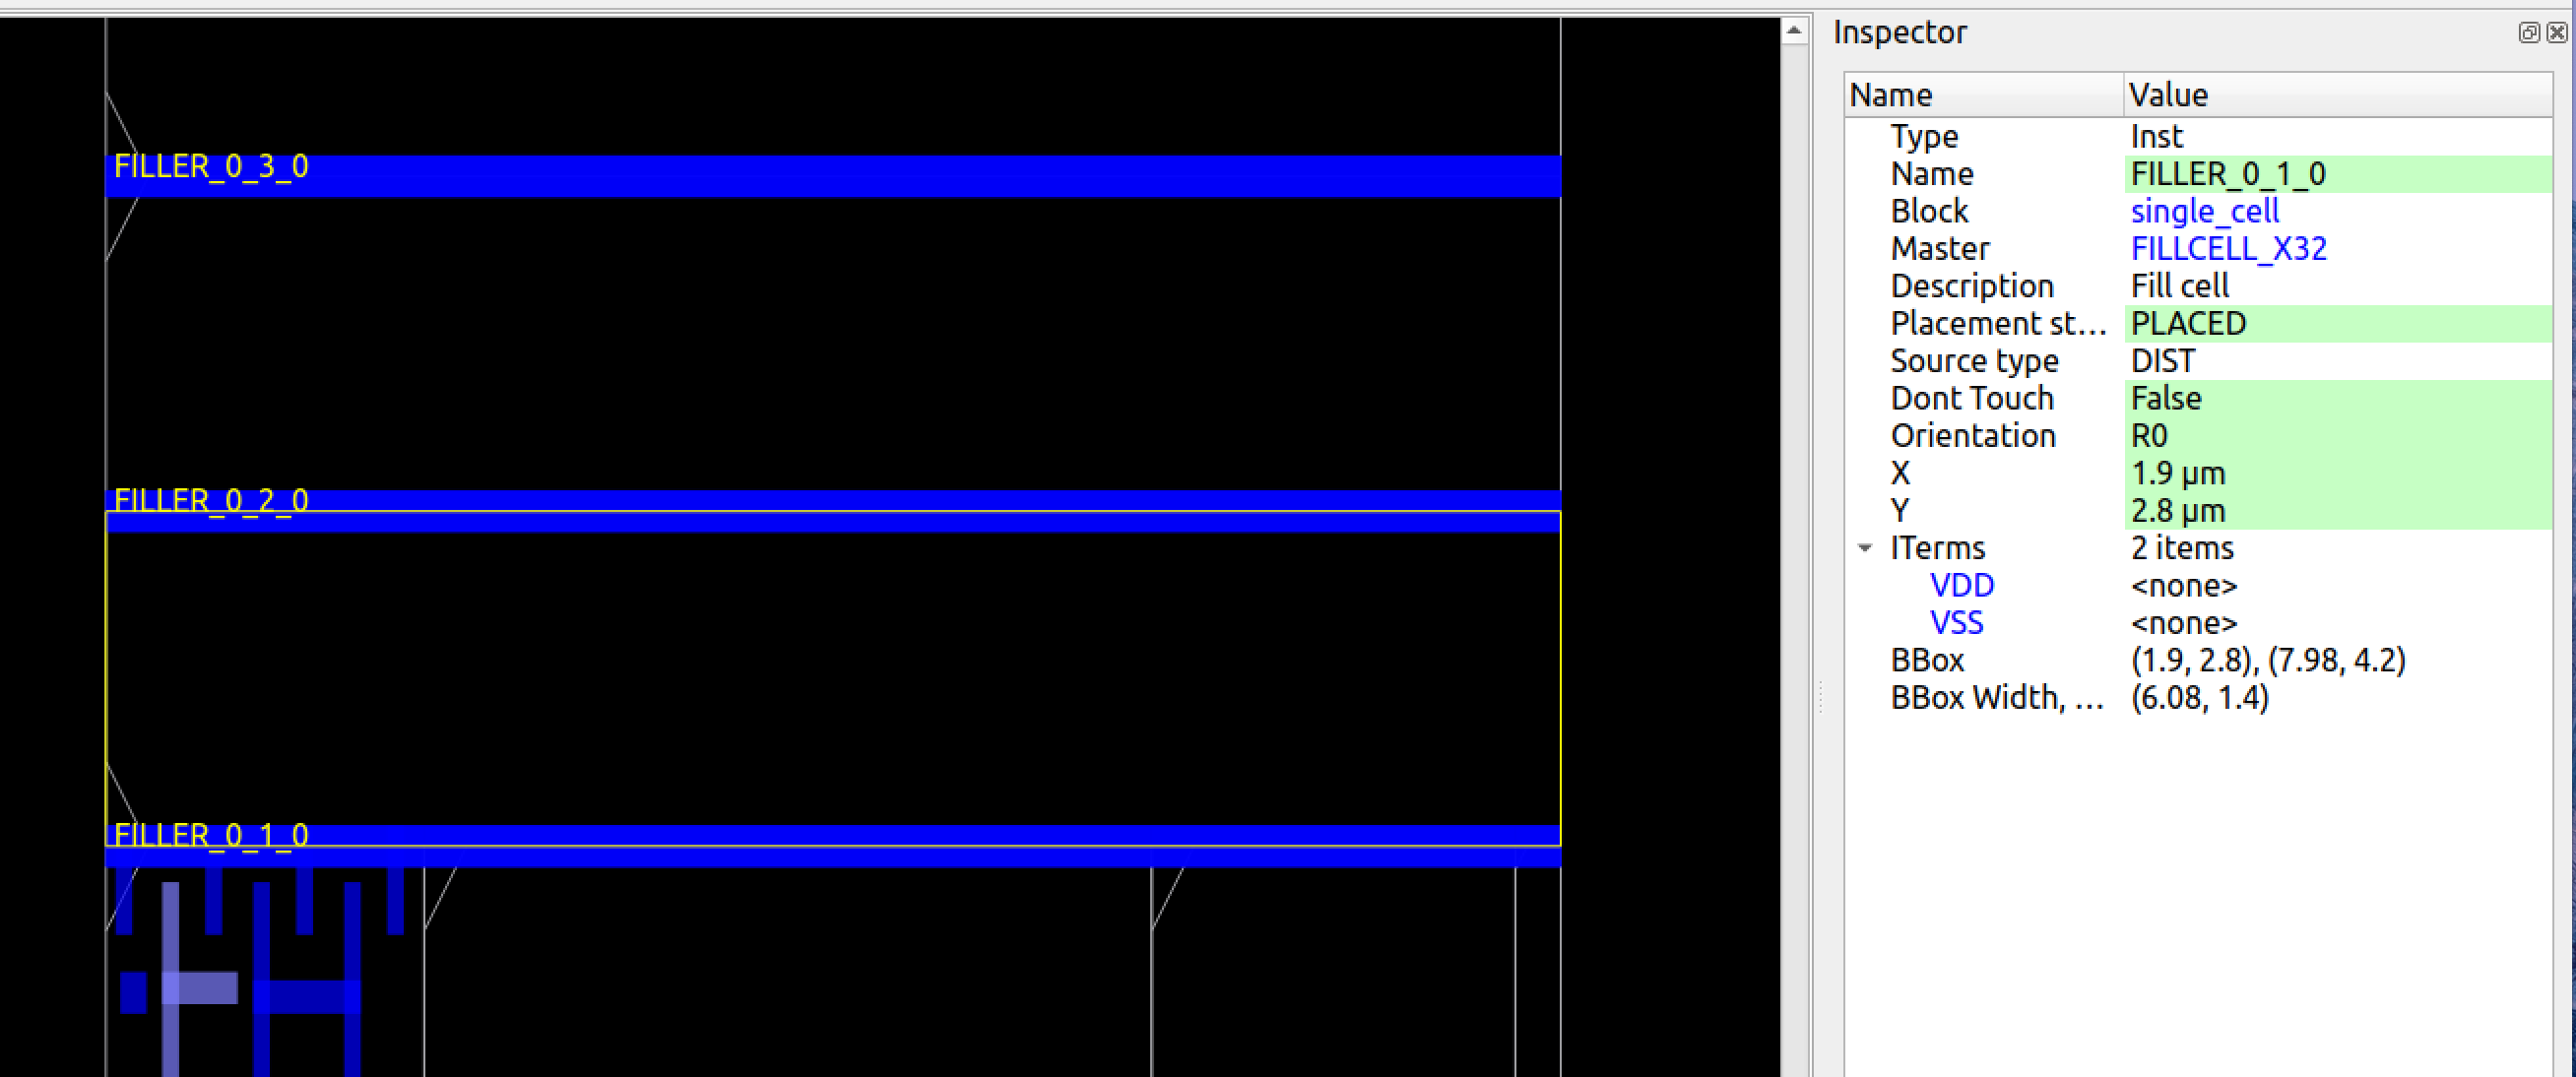 FILLER_0_3_0
FILLER_0_2_0
FILLER_0_1_0
Inspector
Name Value
Type Inst
Name FILLER_0_1_0
Block single_cell
Master FILLCELL_X32
Description Fill cell
Placement st... PLACED
Source type DIST
Dont Touch False
Orientation R0
X 1.9 μm
Y 2.8 μm
ITerms 2 items
VDD <none>
VSS <none>
BBox (1.9, 2.8), (7.98, 4.2)
BBox Width, ... (6.08, 1.4)